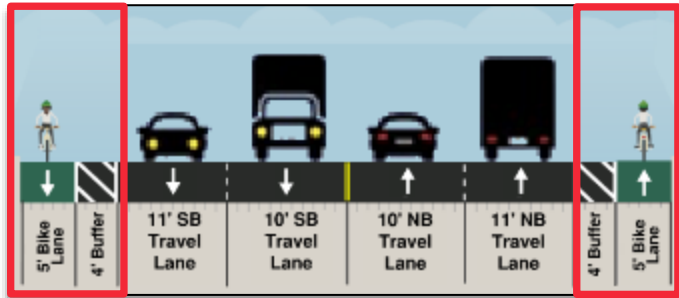 5' Bike
Lane
4' Buffer
11' SB
Travel
Lane
10' SB
Travel
Lane
10' NB
Travel
Lane
11' NB
Travel
Lane
4' Buffer
5' Bike
Lane